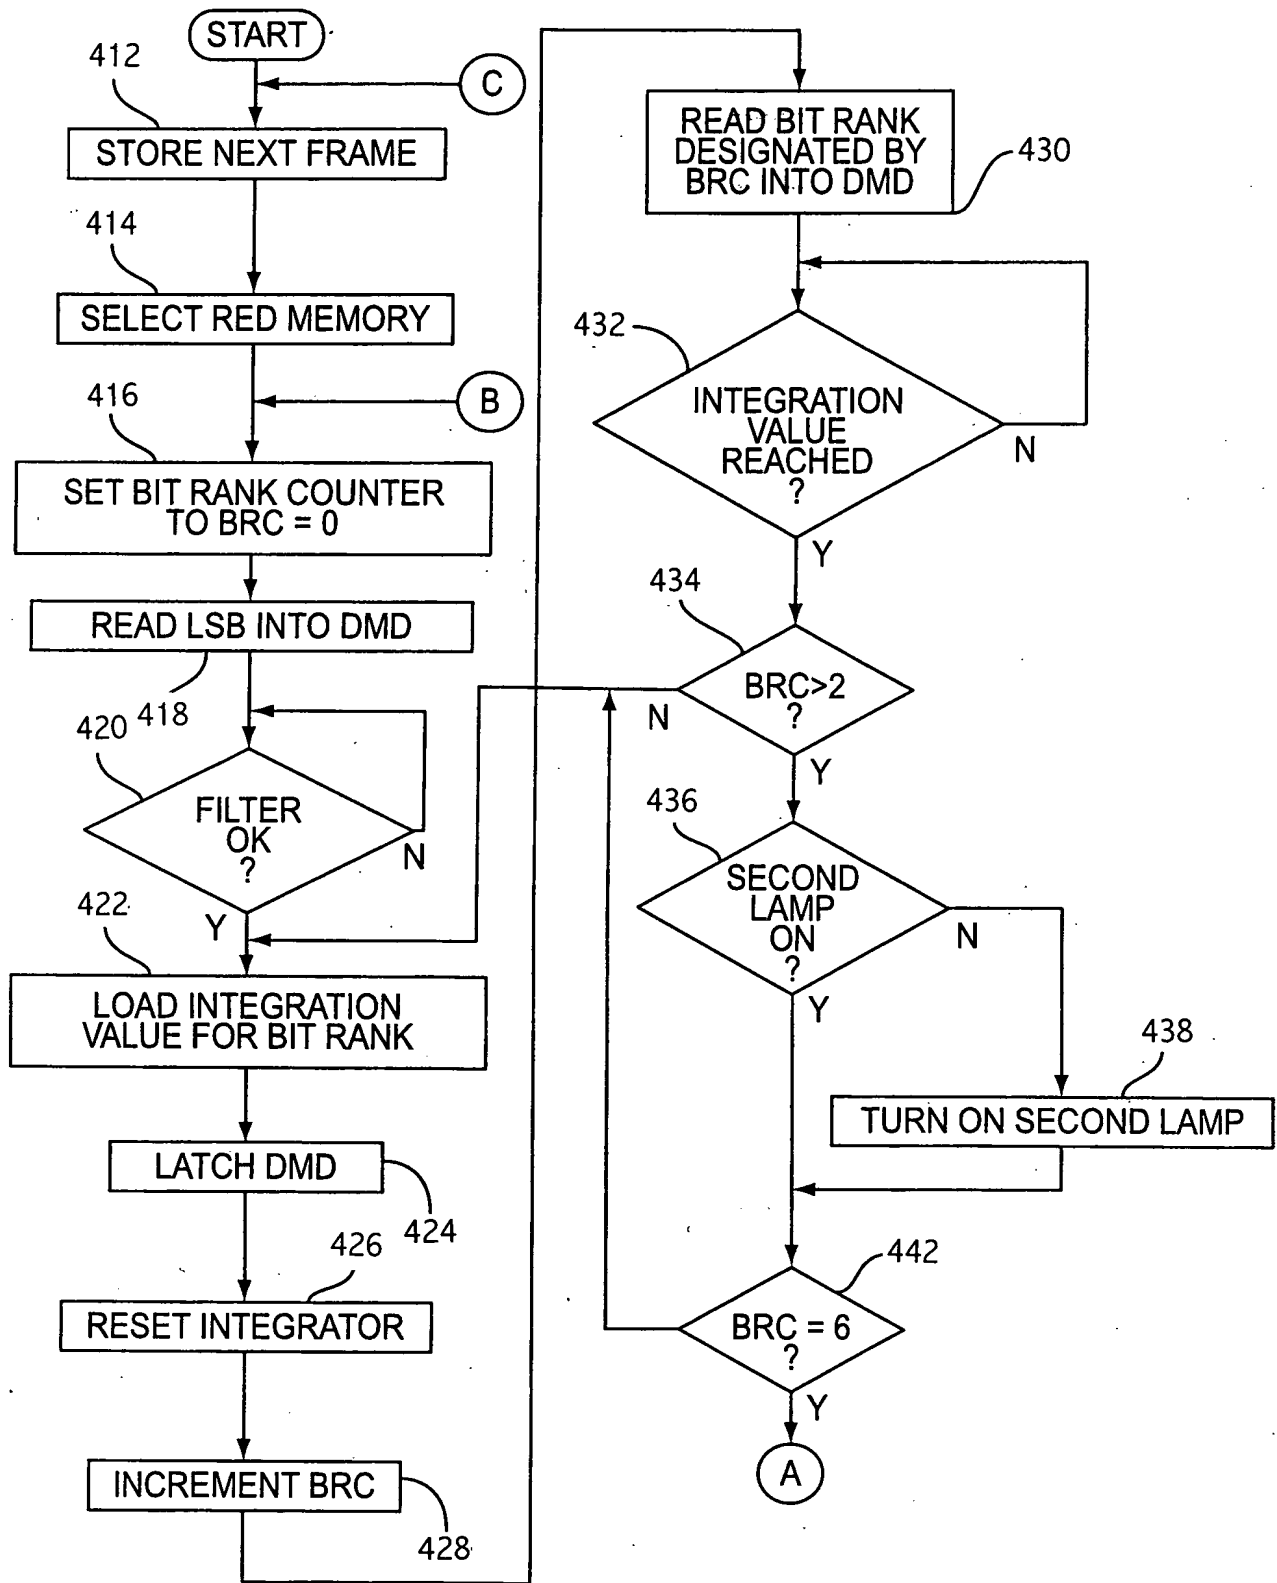 START
412
C
STORE NEXT FRAME
414
SELECT RED MEMORY
416
B
SET BIT RANK COUNTER
TO BRC = 0
READ LSB INTO DMD
418
420
FILTER
OK
?
N
Y
422
LOAD INTEGRATION
VALUE FOR BIT RANK
LATCH DMD
424
426
RESET INTEGRATOR
INCREMENT BRC
428
READ BIT RANK
DESIGNATED BY
BRC INTO DMD
430
432
INTEGRATION
VALUE
REACHED
?
N
Y
434
BRC>2
?
N
Y
436
SECOND
LAMP
ON
?
N
Y
438
TURN ON SECOND LAMP
442
BRC = 6
?
Y
A